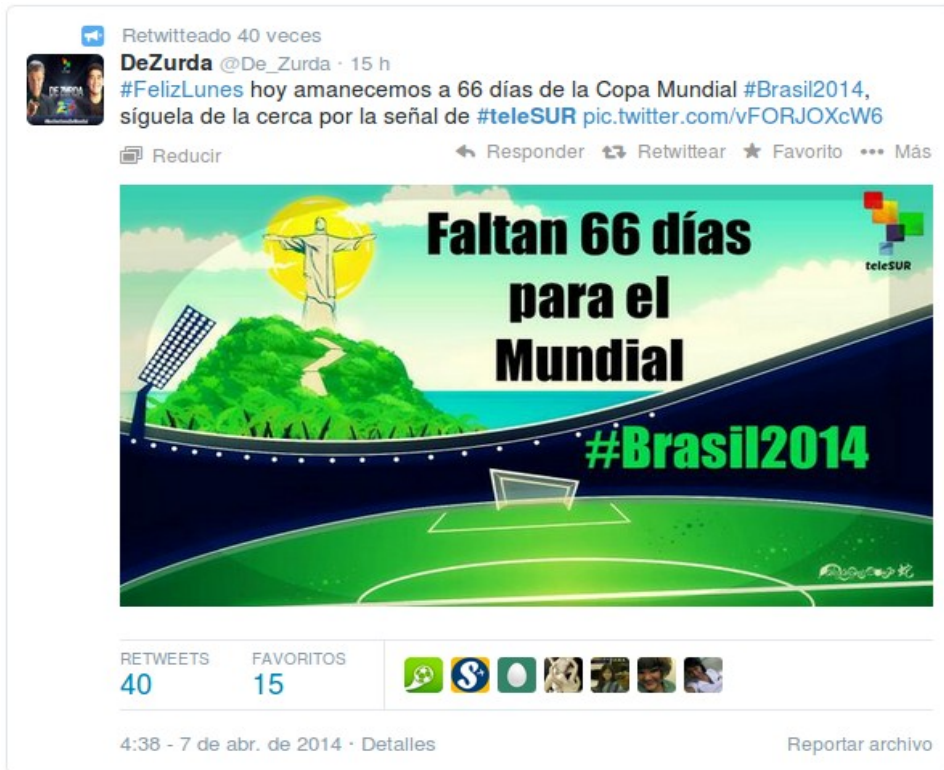 Retwitteado 40 veces
DeZurda @De_Zurda · 15 h
#FelizLunes hoy amanecemos a 66 días de la Copa Mundial #Brasil2014,
síguela de la cerca por la señal de #teleSUR pic.twitter.com/vFORJOXcW6
Reducir
Responder Retwittear Favorito Más
Faltan 66 días
para el
Mundial
teleSUR
#Brasil2014
RETWEETS FAVORITOS
40 15
4:38 - 7 de abr. de 2014 · Detalles
Reportar archivo